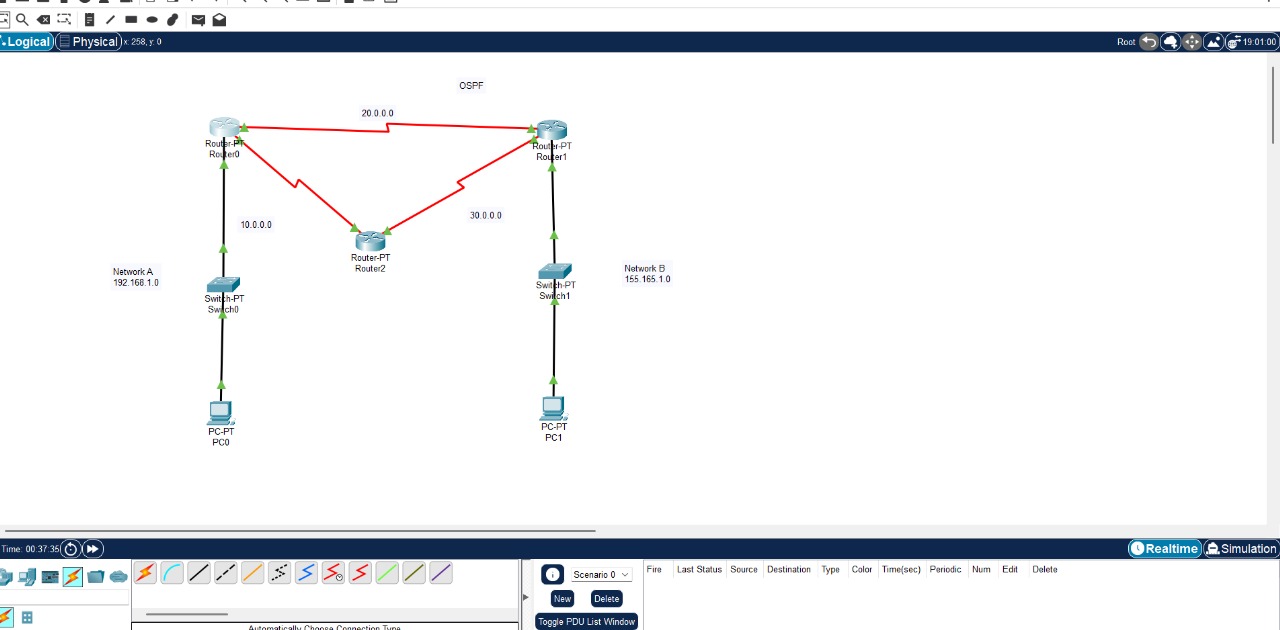 Logical
Physical
x: 258, y: 0
Root
19:01:00
OSPF
20.0.0.0
Router-PT
Router0
Router-PT
Router1
10.0.0.0
30.0.0.0
Router-PT
Router2
Network A
192.168.1.0
Network B
155.165.1.0
Switch-PT
Switch0
Switch-PT
Switch1
PC-PT
PC0
PC-PT
PC1
Time: 00:37:35
Realtime
Simulation
Scenario 0
New
Delete
Toggle PDU List Window
Fire Last Status Source Destination Type Color Time(sec) Periodic Num Edit Delete
Automatically Choose Connection Type